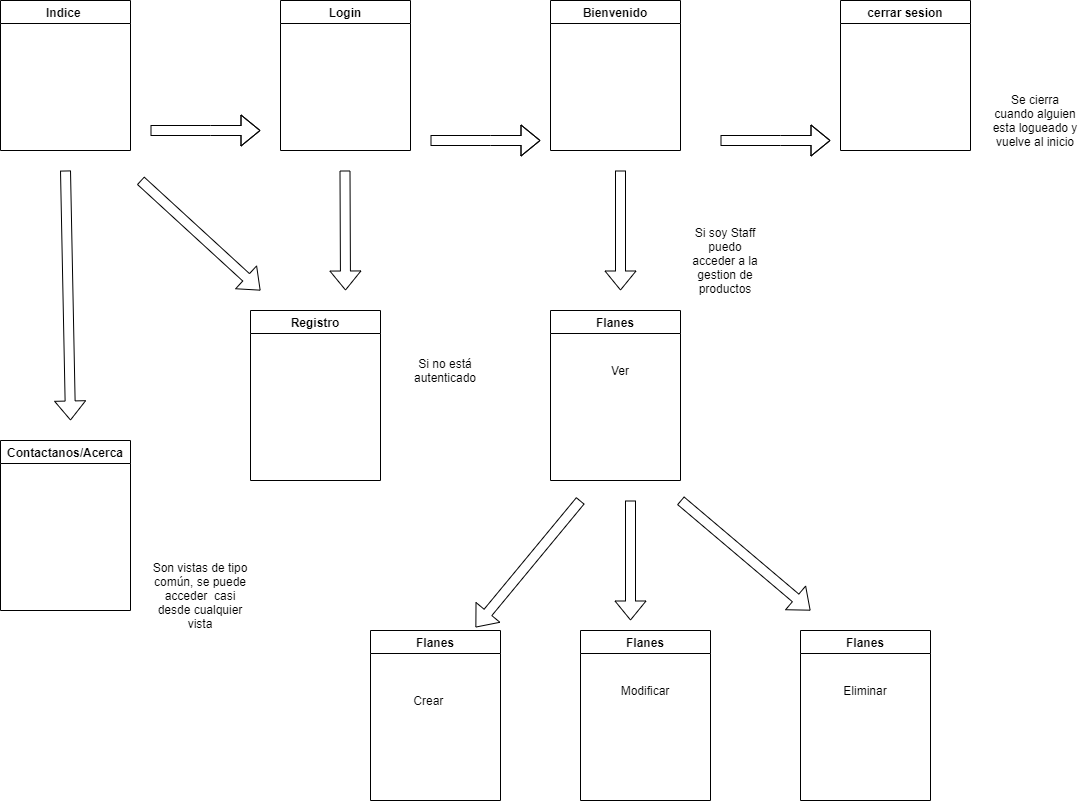 Indice
Login
Bienvenido
cerrar sesion
Se cierra
cuando alguien
esta logueado y
vuelve al inicio
Si soy Staff
puedo
acceder a la
gestion de
productos
Registro
Flanes
Ver
Si no está
autenticado
Contactanos/Acerca
Son vistas de tipo
común, se puede
acceder casi
desde cualquier
vista
Flanes
Crear
Flanes
Modificar
Flanes
Eliminar